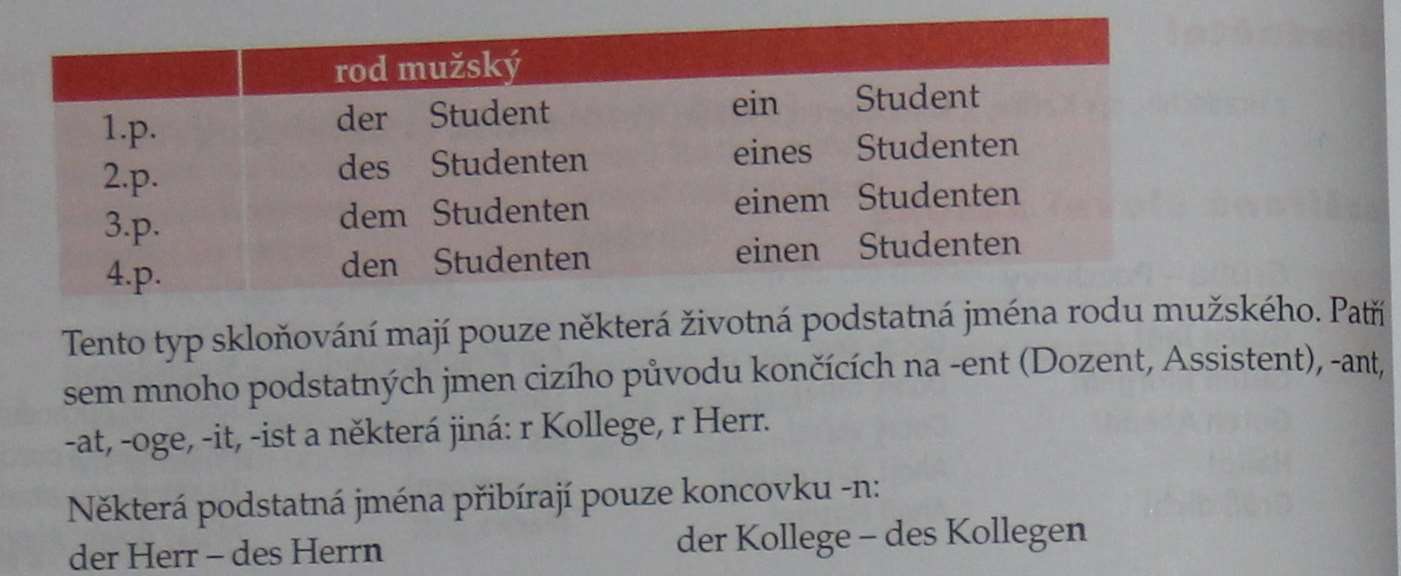 rod mužský
1.p. der Student ein Student
2.p. des Studenten eines Studenten
3.p. dem Studenten einem Studenten
4.p. den Studenten einen Studenten
Tento typ skloňování mají pouze některá životná podstatná jména rodu mužského. Patří
sem mnoho podstatných jmen cizího původu končících na -ent (Dozent, Assistent), -ant,
-at, -oge, -it, -ist a některá jiná: r Kollege, r Herr.
Některá podstatná jména přibírají pouze koncovku -n:
der Herr – des Herrn der Kollege – des Kollegen